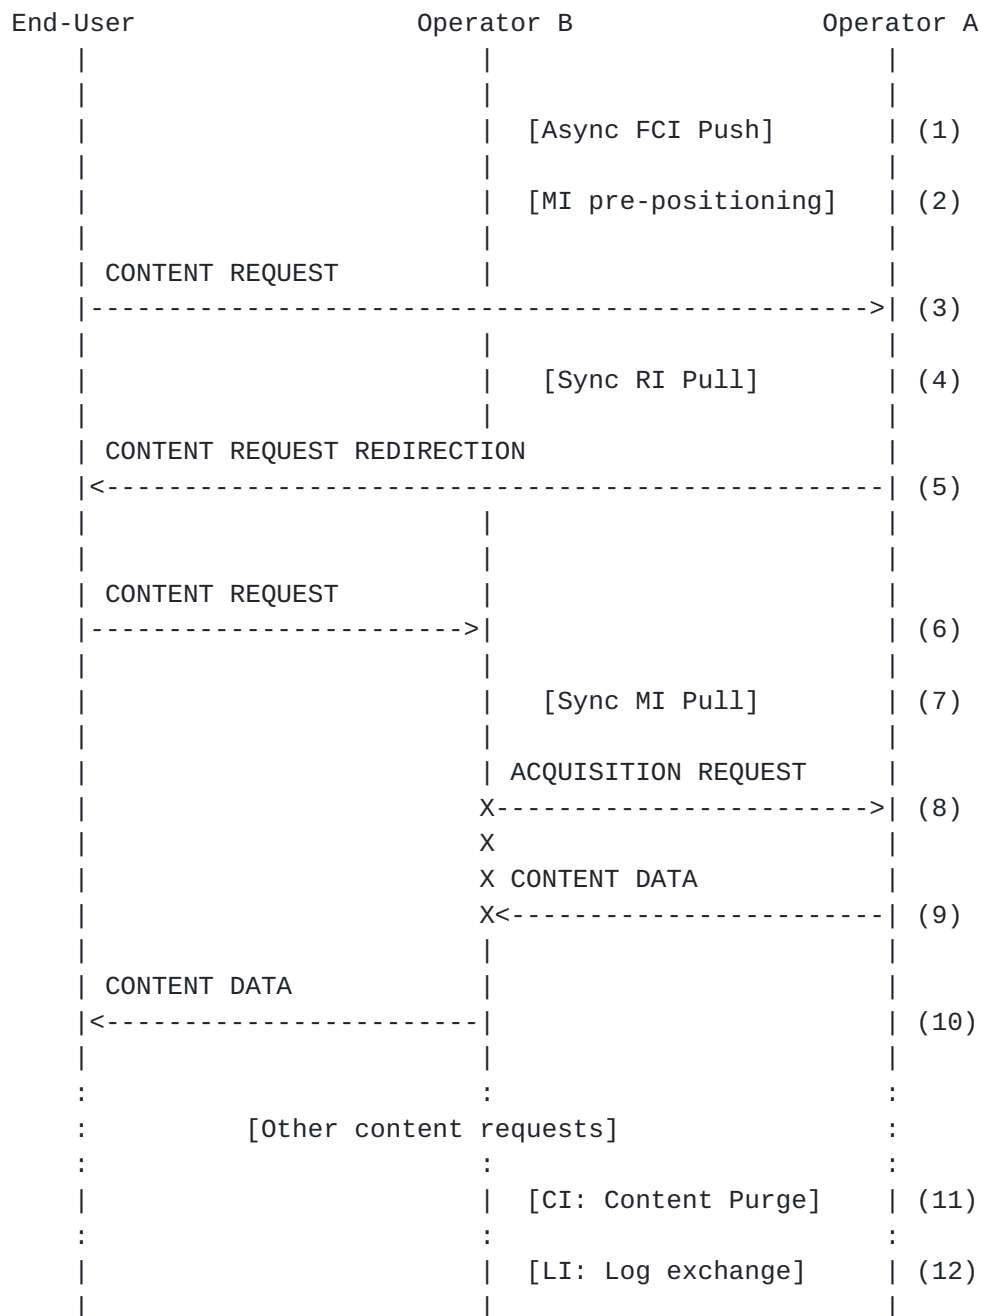 End-User                  Operator B                Operator A
    |                         |                         |
    |                         |                         |
    |                         |  [Async FCI Push]       | (1)
    |                         |                         |
    |                         |  [MI pre-positioning]   | (2)
    |                         |                         |
    | CONTENT REQUEST         |                         |
    |-------------------------------------------------->| (3)
    |                         |                         |
    |                         |   [Sync RI Pull]        | (4)
    |                         |                         |
    | CONTENT REQUEST REDIRECTION                       |
    |<--------------------------------------------------| (5)
    |                         |                         |
    |                         |                         |
    | CONTENT REQUEST         |                         |
    |------------------------>|                         | (6)
    |                         |                         |
    |                         |   [Sync MI Pull]        | (7)
    |                         |                         |
    |                         | ACQUISITION REQUEST     |
    |                         X------------------------>| (8)
    |                         X                         |
    |                         X CONTENT DATA            |
    |                         X<------------------------| (9)
    |                         |                         |
    | CONTENT DATA            |                         |
    |<------------------------|                         | (10)
    |                         |                         |
    :                         :                         :
    :          [Other content requests]                 :
    :                         :                         :
    |                         |  [CI: Content Purge]    | (11)
    :                         :                         :
    |                         |  [LI: Log exchange]     | (12)
    |                         |                         |